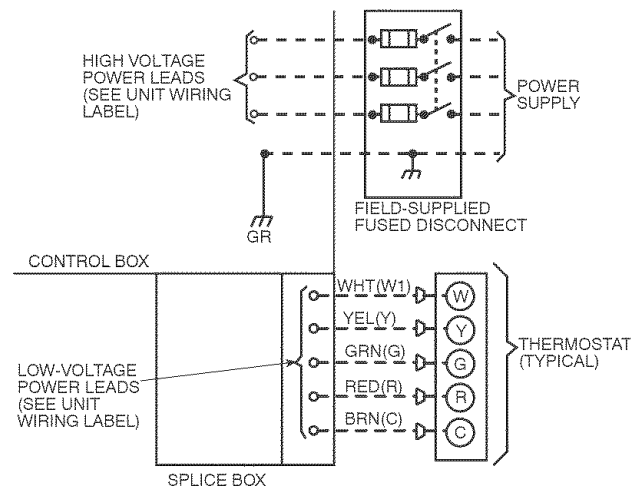 HIGH VOLTAGE
POWER LEADS
(SEE UNIT WIRING
LABEL)
POWER
SUPPLY
GR
FIELD-SUPPLIED
FUSED DISCONNECT
CONTROL BOX
WHT(W1)
W
YEL(Y)
Y
GRN(G)
G
RED(R)
R
BRN(C)
C
THERMOSTAT
(TYPICAL)
LOW-VOLTAGE
POWER LEADS
(SEE UNIT
WIRING LABEL)
SPLICE BOX